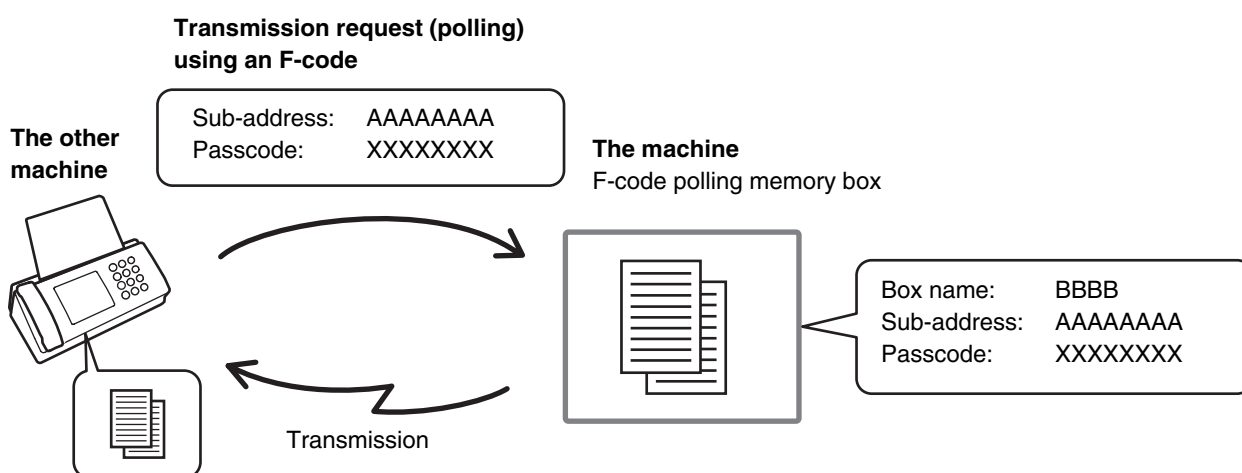 Transmission request (polling)
using an F-code
Sub-address: AAAAAAAA
Passcode: XXXXXXXX
The other
machine
The machine
F-code polling memory box
Box name: BBBB
Sub-address: AAAAAAAA
Passcode: XXXXXXXX
Transmission